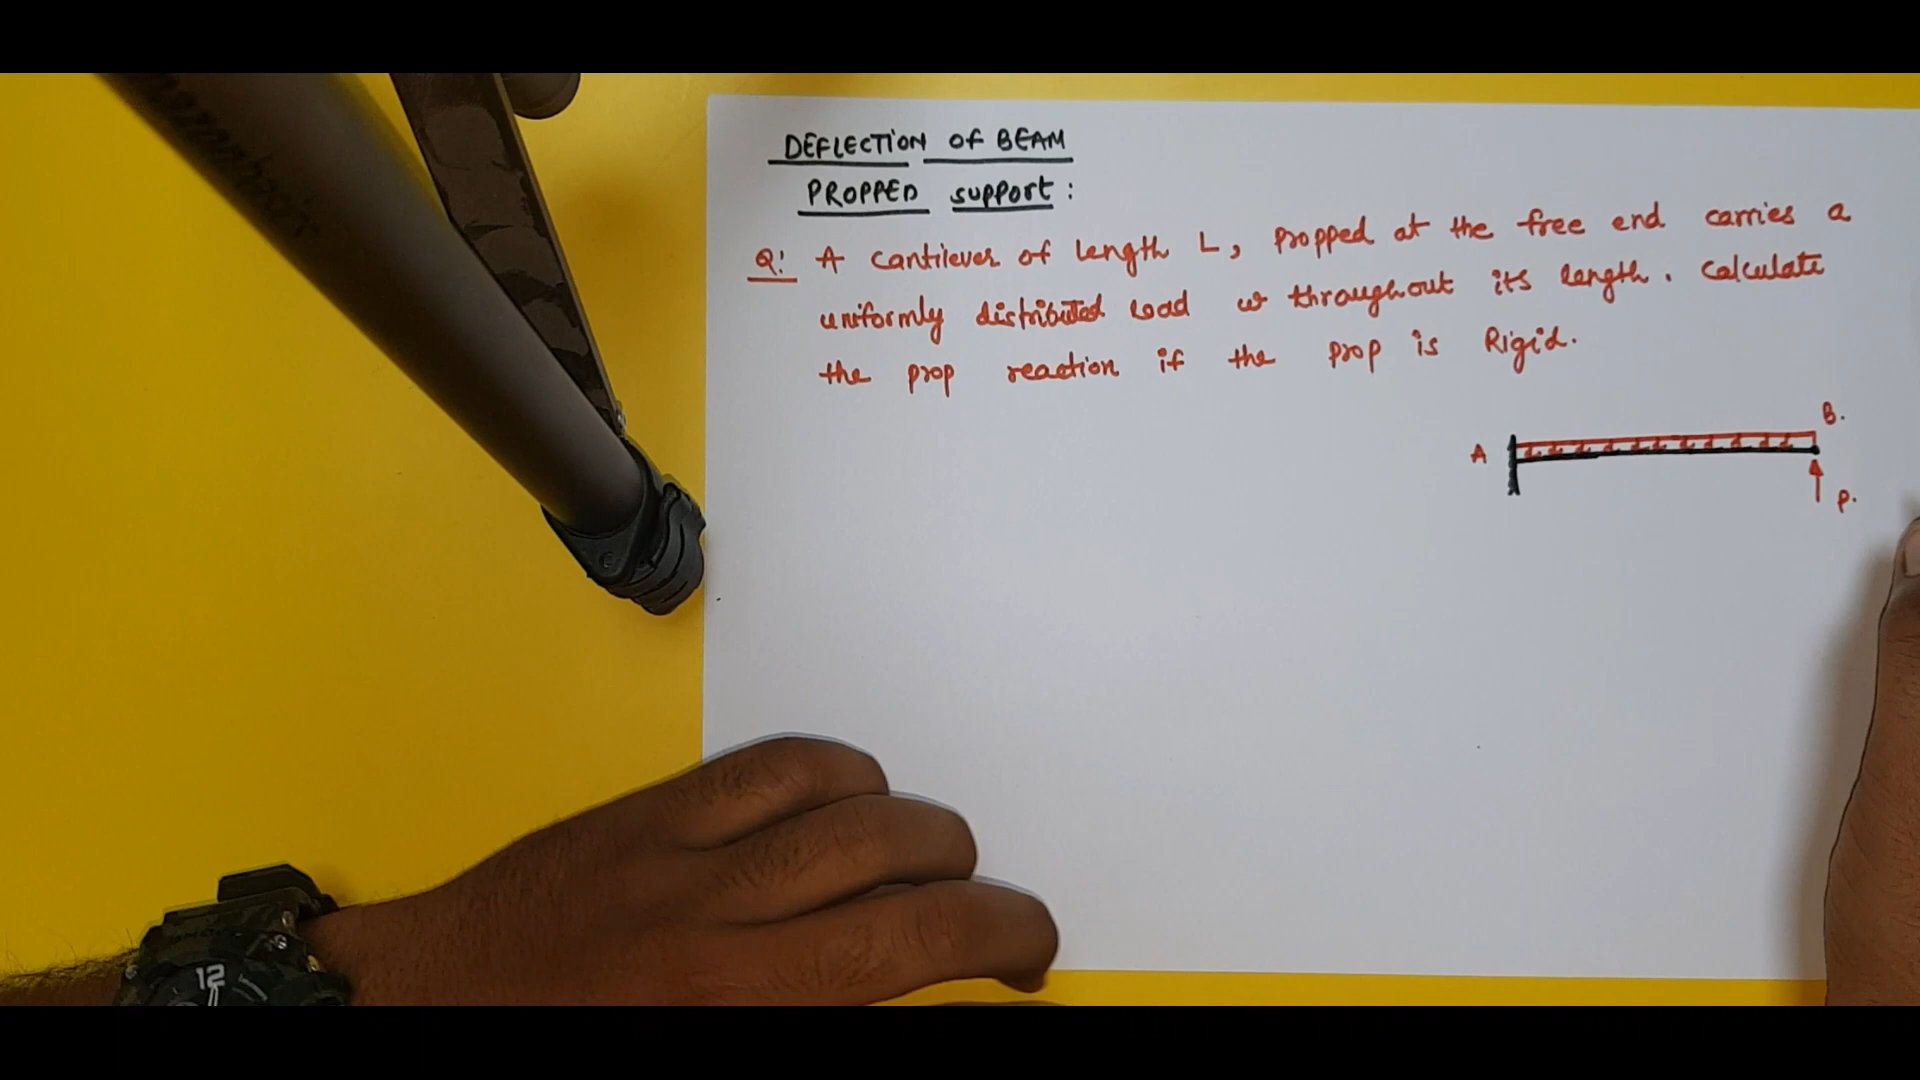 DEFLECTION OF BEAM
PROPPED support :
Q: A cantilever of length L, propped at the free end carries a
uniformly distributed load w throughout its length. Calculate
the prop reaction if the prop is Rigid.
B.
A
P.
12